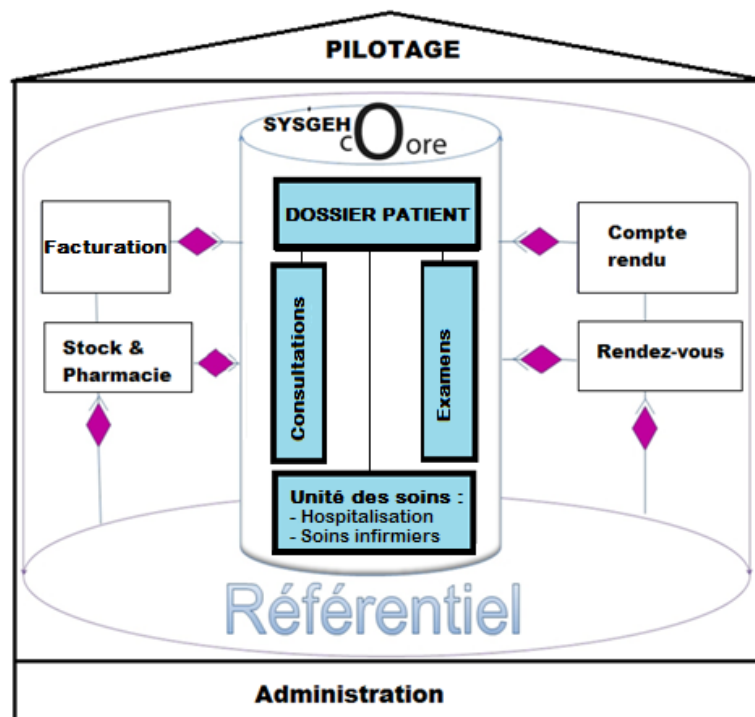 PILOTAGE
SYSGEH cOore
DOSSIER PATIENT
Facturation
Compte
rendu
Consultations
Examens
Stock &
Pharmacie
Rendez-vous
Unité des soins :
- Hospitalisation
- Soins infirmiers
Référentiel
Administration